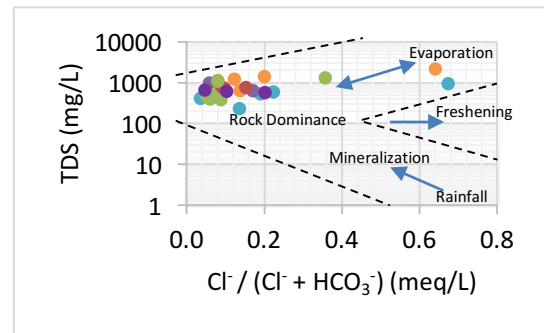 10000
1000
100
10
1
TDS (mg/L)
Evaporation
Rock Dominance
Freshening
Mineralization
Rainfall
0.0 0.2 0.4 0.6 0.8
Cl⁻ / (Cl⁻ + HCO₃⁻) (meq/L)